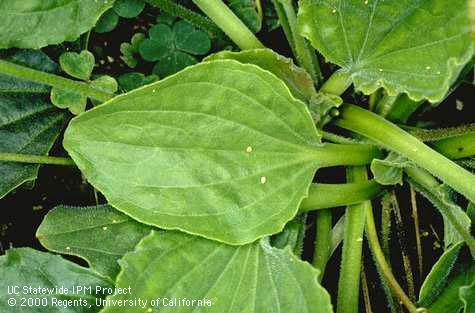 UC Statewide IPM Project
© 2000 Regents, University of California